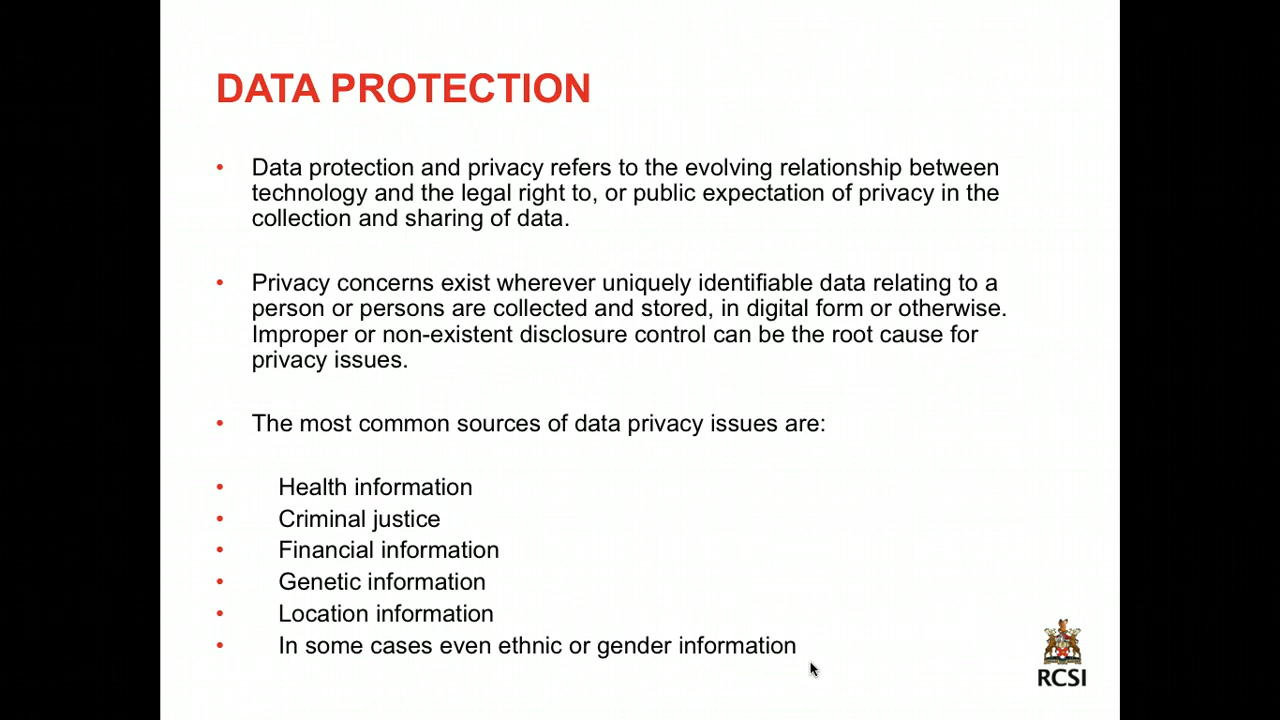 DATA PROTECTION
• Data protection and privacy refers to the evolving relationship between
technology and the legal right to, or public expectation of privacy in the
collection and sharing of data.
• Privacy concerns exist wherever uniquely identifiable data relating to a
person or persons are collected and stored, in digital form or otherwise.
Improper or non-existent disclosure control can be the root cause for
privacy issues.
• The most common sources of data privacy issues are:
• Health information
• Criminal justice
• Financial information
• Genetic information
• Location information
• In some cases even ethnic or gender information
RCSI